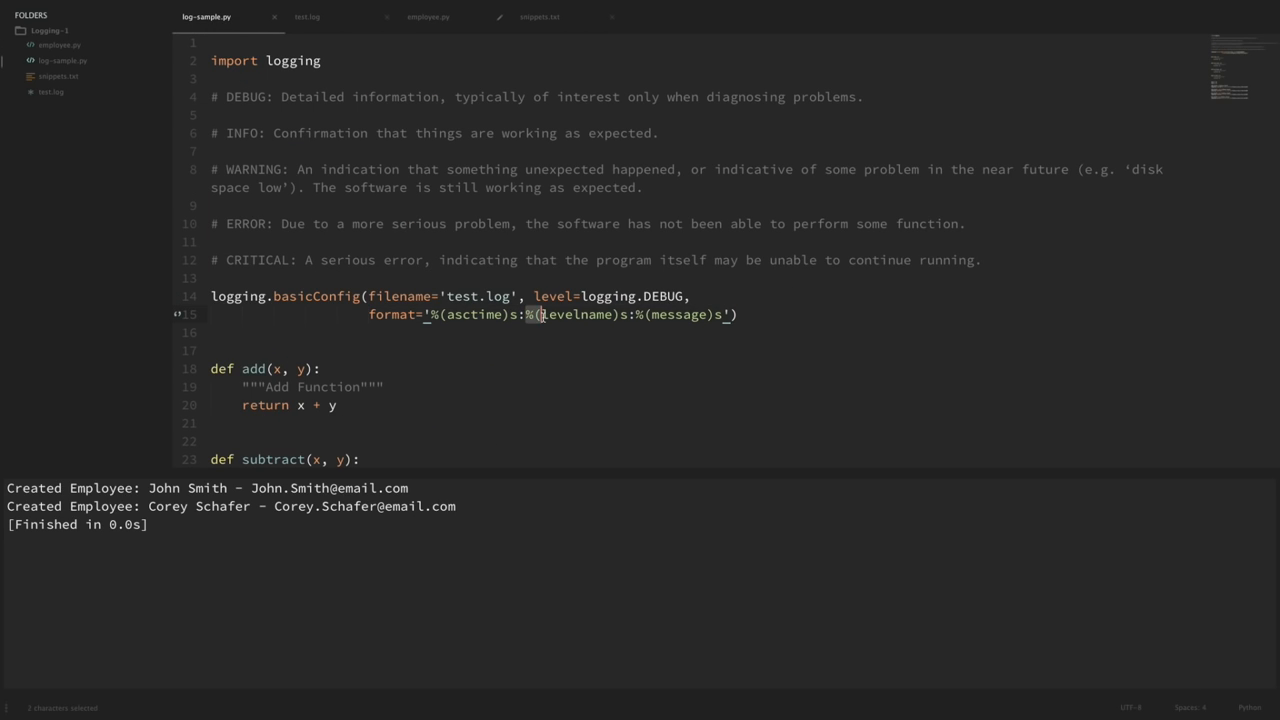 FOLDERS
Logging-1
employee.py
log-sample.py
snippets.txt
test.log
log-sample.py × test.log × employee.py snippets.txt ×
1
2 import logging
3
4 # DEBUG: Detailed information, typically of interest only when diagnosing problems.
5
6 # INFO: Confirmation that things are working as expected.
7
8 # WARNING: An indication that something unexpected happened, or indicative of some problem in the near future (e.g. ‘disk
space low’). The software is still working as expected.
9
10 # ERROR: Due to a more serious problem, the software has not been able to perform some function.
11
12 # CRITICAL: A serious error, indicating that the program itself may be unable to continue running.
13
14 logging.basicConfig(filename='test.log', level=logging.DEBUG,
15 format='%(asctime)s:%(levelname)s:%(message)s')
16
17
18 def add(x, y):
19 """Add Function"""
20 return x + y
21
22
23 def subtract(x, y):
Created Employee: John Smith - John.Smith@email.com
Created Employee: Corey Schafer - Corey.Schafer@email.com
[Finished in 0.0s]
2 characters selected UTF-8 Spaces: 4 Python